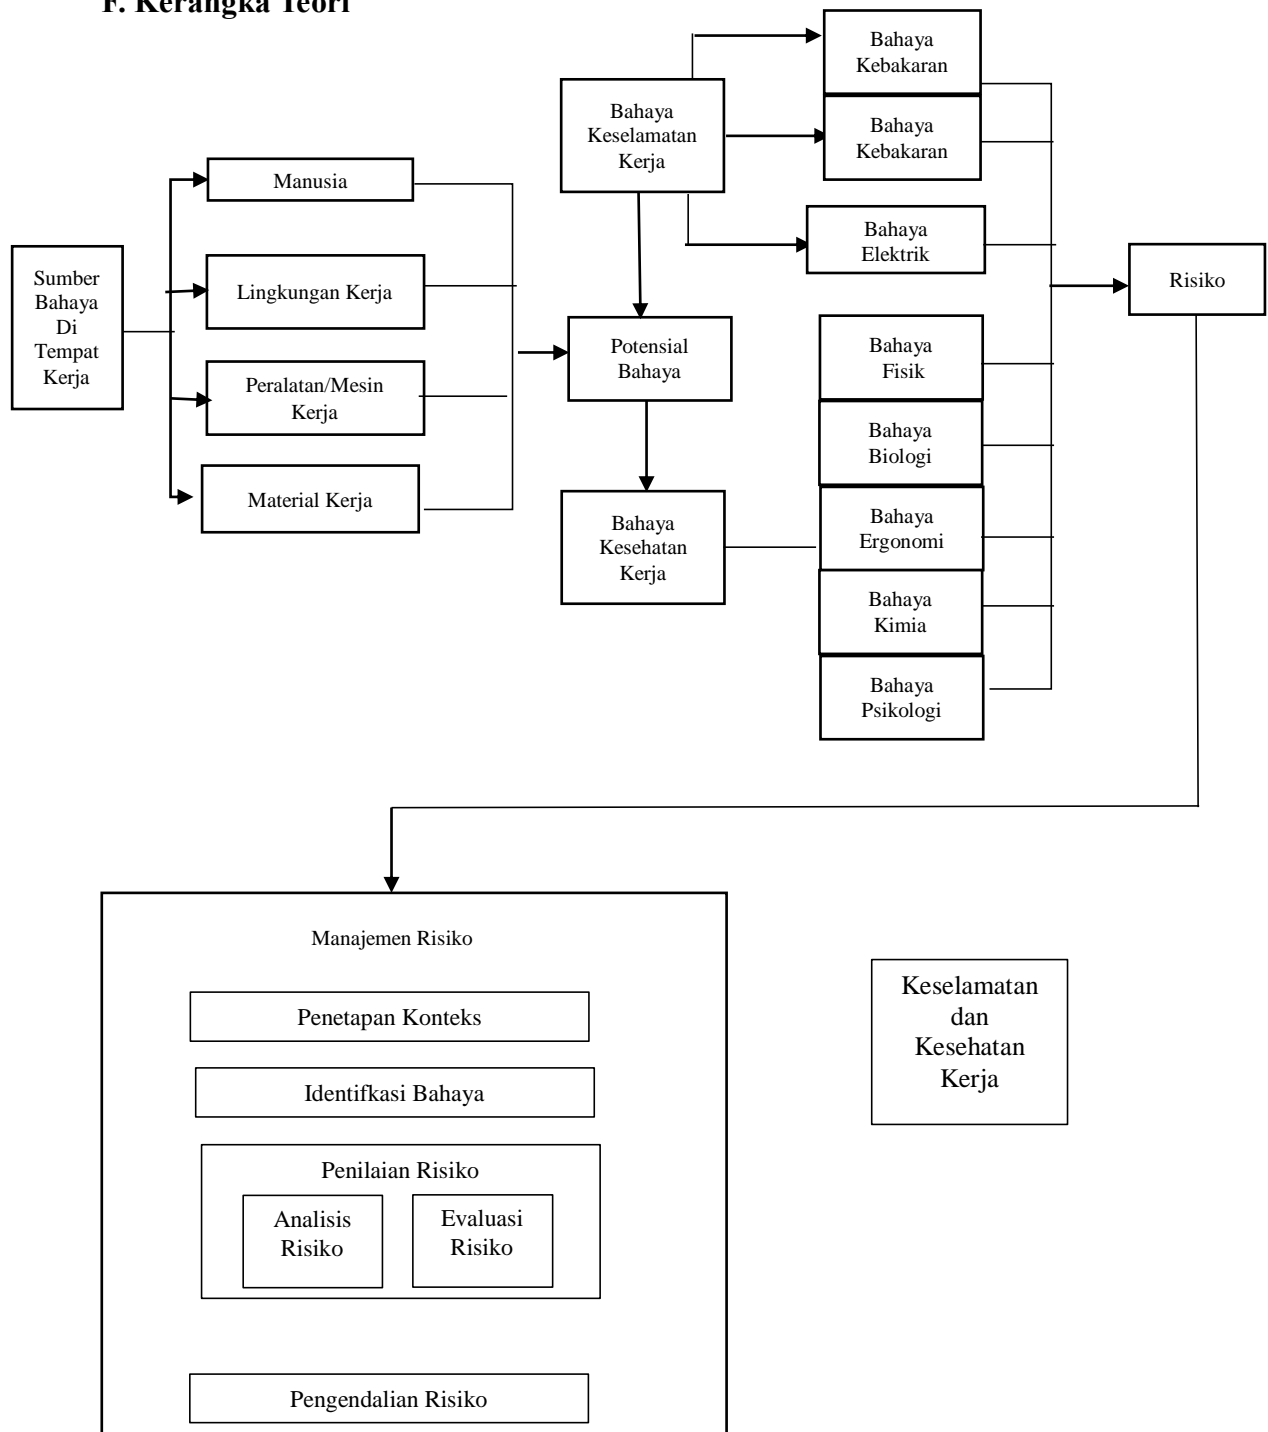 F. Kerangka Teori
Sumber
Bahaya
Di
Tempat
Kerja
Manusia
Lingkungan Kerja
Peralatan/Mesin
Kerja
Material Kerja
Bahaya
Keselamatan
Kerja
Potensial
Bahaya
Bahaya
Kesehatan
Kerja
Bahaya
Kebakaran
Bahaya
Kebakaran
Bahaya
Elektrik
Bahaya
Fisik
Bahaya
Biologi
Bahaya
Ergonomi
Bahaya
Kimia
Bahaya
Psikologi
Risiko
Manajemen Risiko
Penetapan Konteks
Identifkasi Bahaya
Penilaian Risiko
Analisis
Risiko
Evaluasi
Risiko
Pengendalian Risiko
Keselamatan
dan
Kesehatan
Kerja